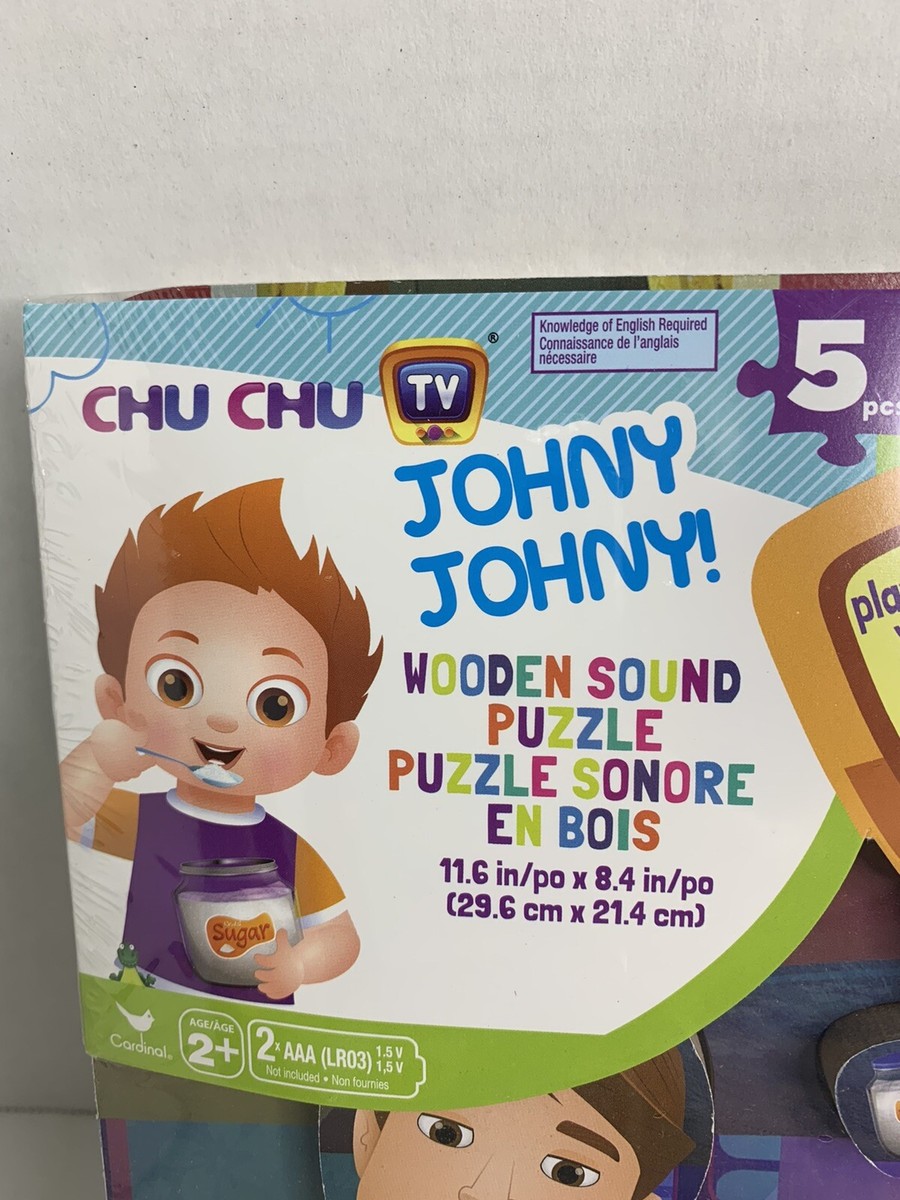 Knowledge of English Required
Connaissance de l'anglais
nécessaire
5
pcs
CHU CHU TV®
JOHNY
JOHNY!
WOODEN SOUND
PUZZLE
PUZZLE SONORE
EN BOIS
11.6 in/po x 8.4 in/po
(29.6 cm x 21.4 cm)
Sugar
Cardinal®
AGE/ÂGE
2+
2x AAA (LR03) 1.5 V
1,5 V
Not included • Non fournies